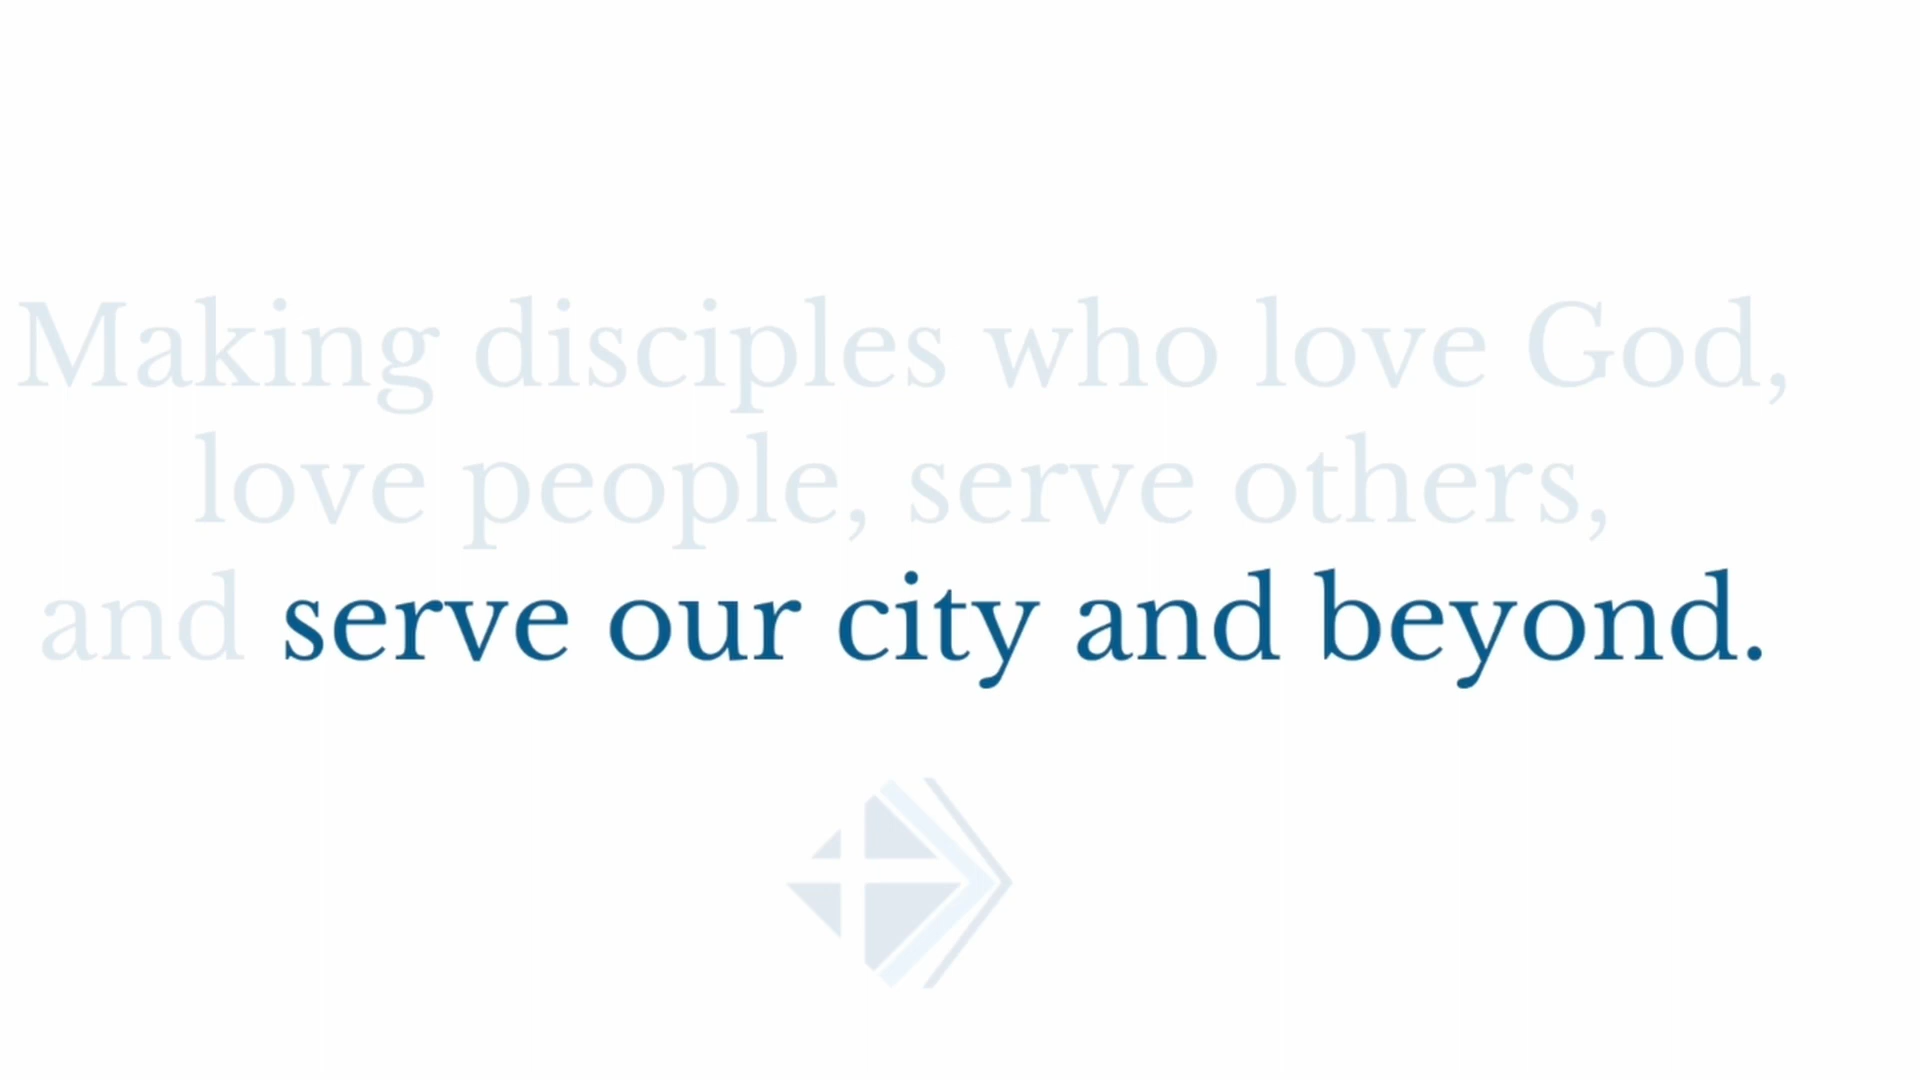 Making disciples who love God,
love people, serve others,
and serve our city and beyond.